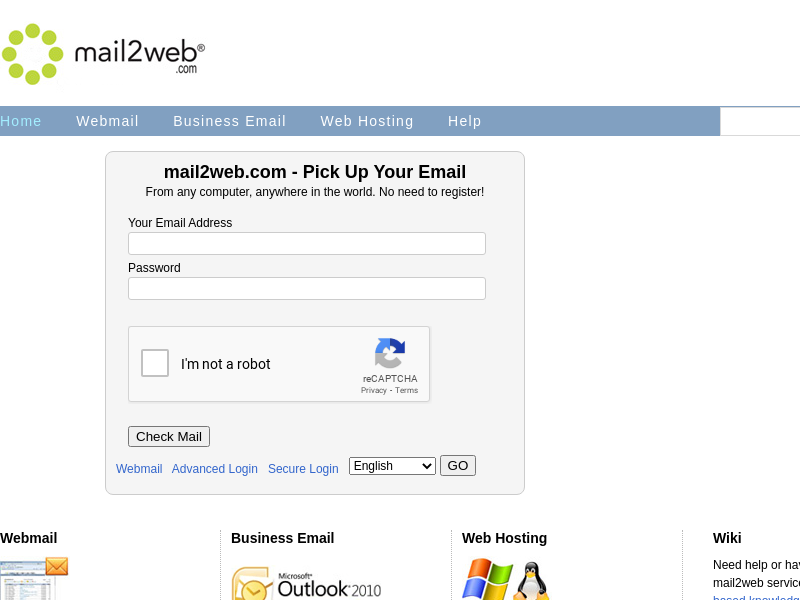 mail2web®
.com
Home Webmail Business Email Web Hosting Help
mail2web.com - Pick Up Your Email
From any computer, anywhere in the world. No need to register!
Your Email Address
Password
I'm not a robot
reCAPTCHA
Privacy - Terms
Check Mail
Webmail Advanced Login Secure Login English GO
Webmail Business Email Web Hosting Wiki
Need help or
mail2web
Microsoft®
Outlook 2010
based